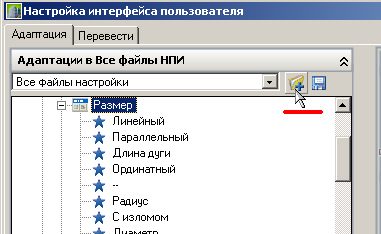 Настройка интерфейса пользователя
Адаптация Перевести
Адаптации в Все файлы НПИ
Все файлы настройки
Размер
Линейный
Параллельный
Длина дуги
Ординатный
--
Радиус
С изломом
Диаметр